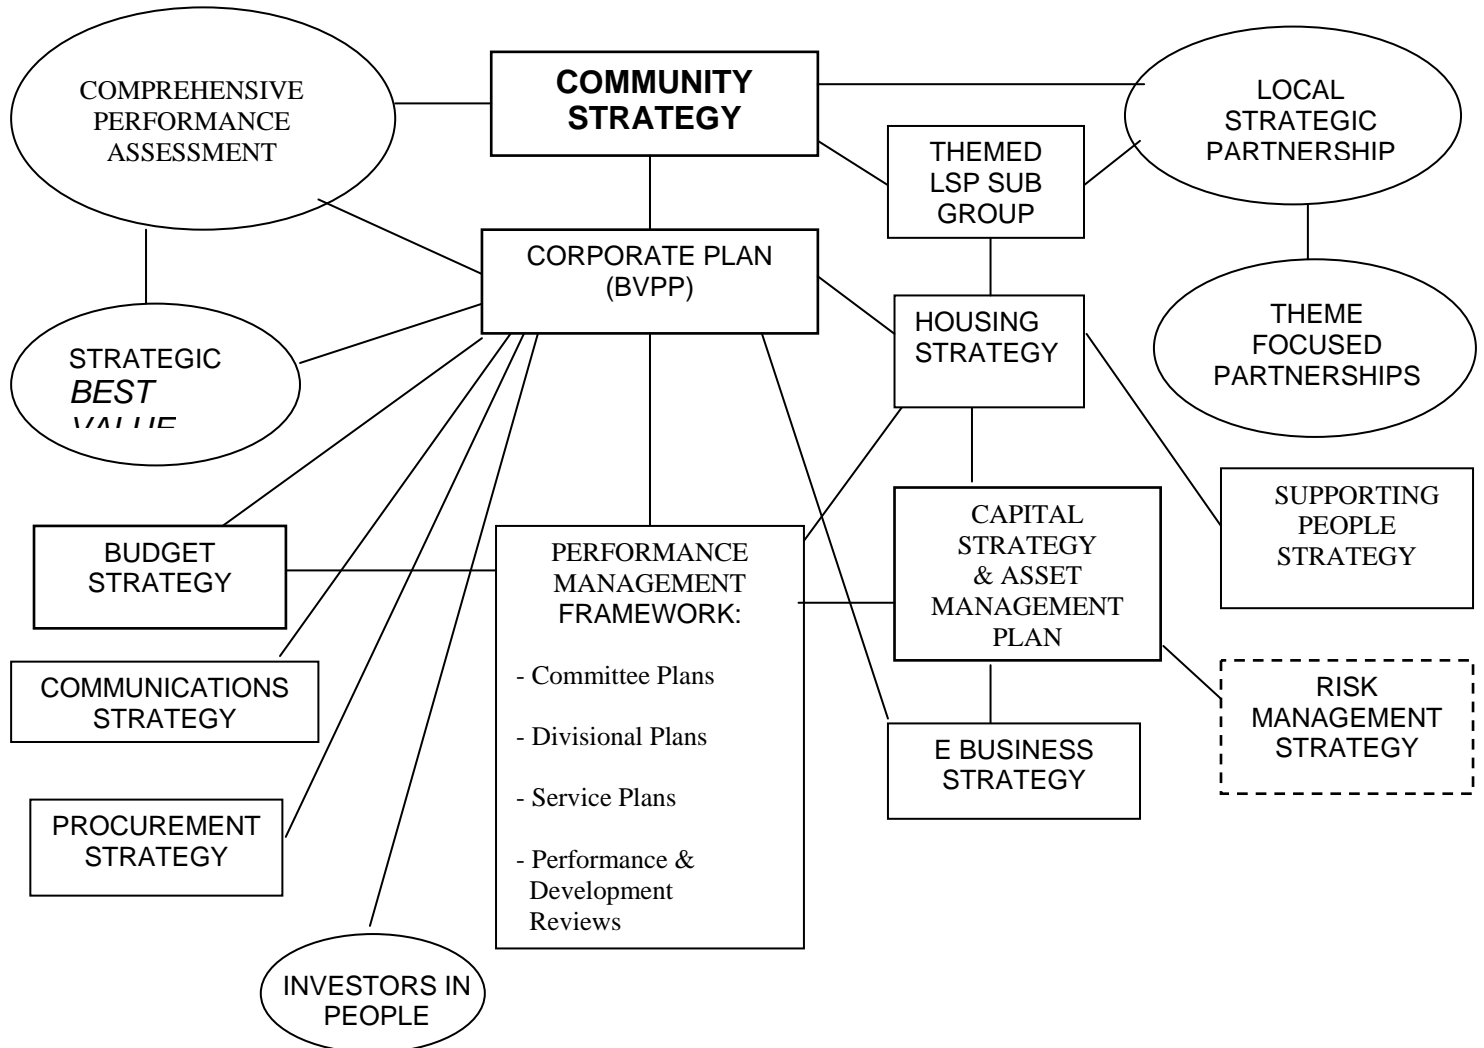 COMPREHENSIVE
PERFORMANCE
ASSESSMENT
COMMUNITY
STRATEGY
LOCAL
STRATEGIC
PARTNERSHIP
THEMED
LSP SUB
GROUP
CORPORATE PLAN
(BVPP)
HOUSING
STRATEGY
THEME
FOCUSED
PARTNERSHIPS
STRATEGIC
BEST
VALUE
BUDGET
STRATEGY
PERFORMANCE
MANAGEMENT
FRAMEWORK:
- Committee Plans
- Divisional Plans
- Service Plans
- Performance &
Development
Reviews
CAPITAL
STRATEGY
& ASSET
MANAGEMENT
PLAN
SUPPORTING
PEOPLE
STRATEGY
COMMUNICATIONS
STRATEGY
RISK
MANAGEMENT
STRATEGY
E BUSINESS
STRATEGY
PROCUREMENT
STRATEGY
INVESTORS IN
PEOPLE